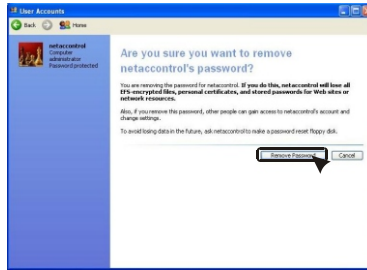 User Accounts
Back Home
netaccontrol
Computer
administrator
Password protected
Are you sure you want to remove
netaccontrol's password?
You are removing the password for netaccontrol. If you do this, netaccontrol will lose all
EFS-encrypted files, personal certificates, and stored passwords for Web sites or
network resources.
Also, if you remove this password, other people can gain access to netaccontrol's account and
change settings.
To avoid losing data in the future, ask netaccontrol to make a password reset floppy disk.
Remove Password Cancel